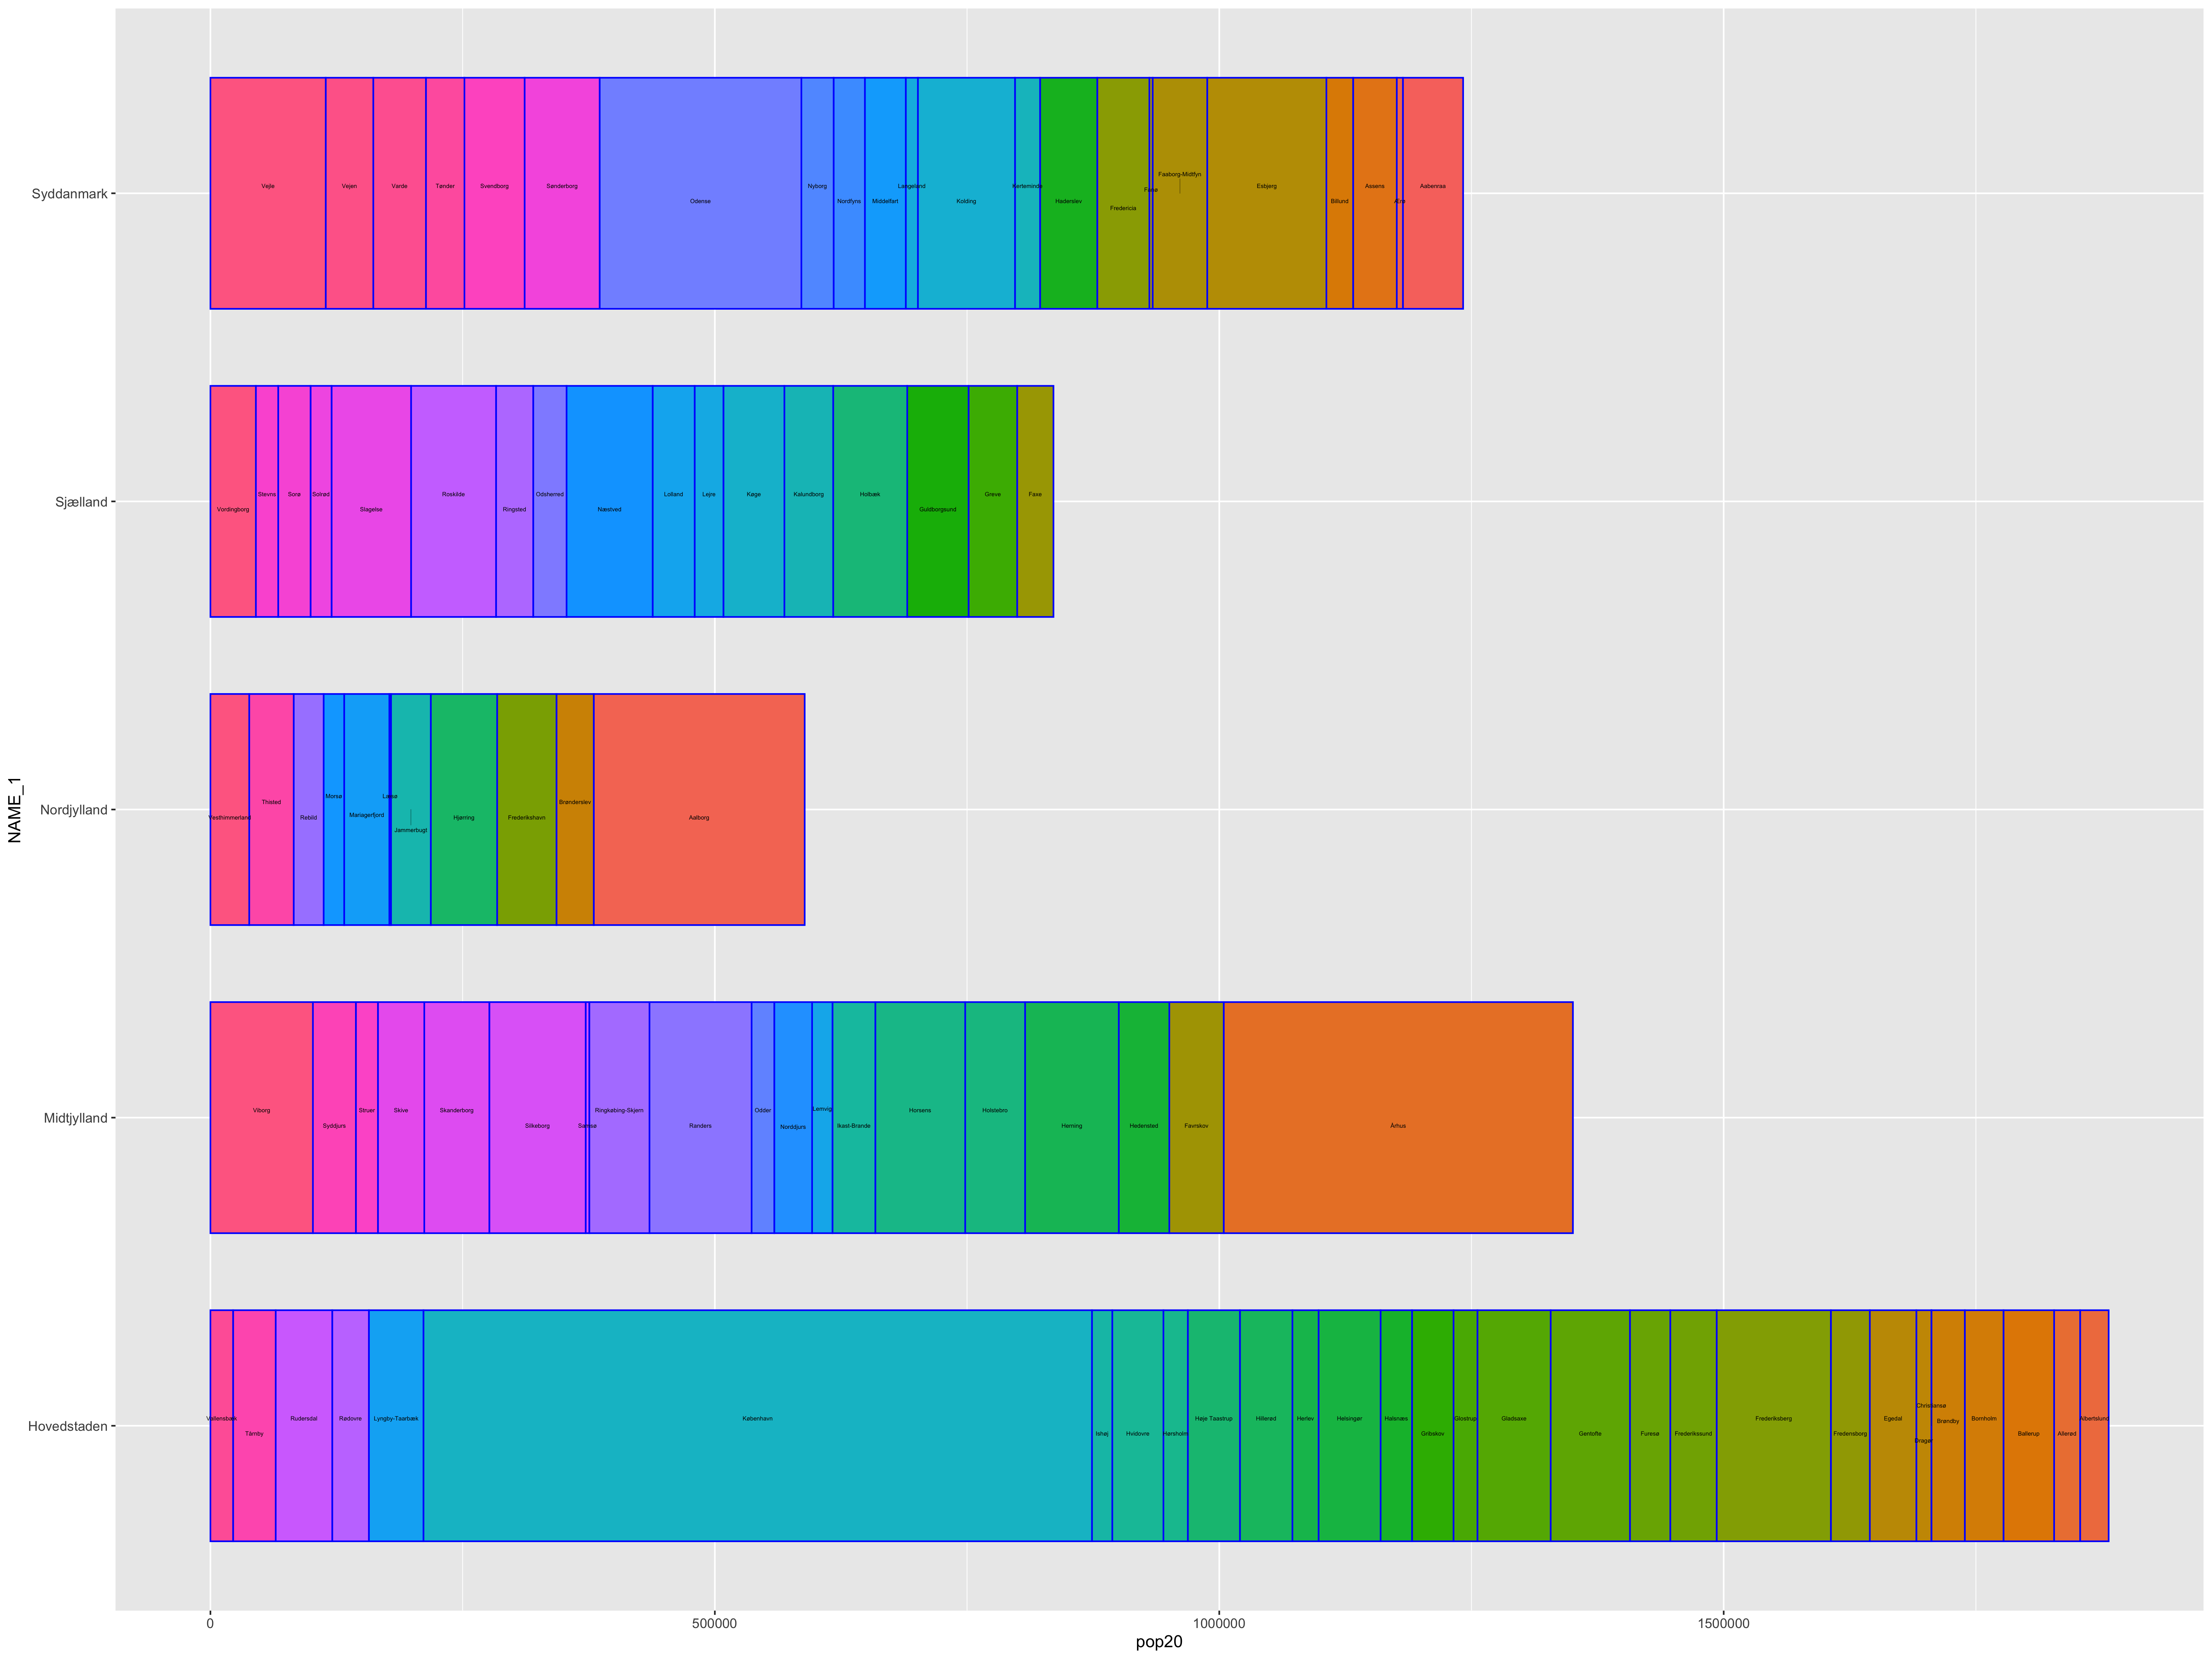 Syddanmark
Vejle Vejen Varde Tønder Svendborg Sønderborg Odense Nyborg Nordfyns Middelfart Langeland Kolding Kerteminde Haderslev Fredericia Fanø Faaborg-Midtfyn Esbjerg Billund Assens Ærø Aabenraa
Sjælland
Vordingborg Stevns Sorø Solrød Slagelse Roskilde Ringsted Odsherred Næstved Lolland Lejre Køge Kalundborg Holbæk Guldborgsund Greve Faxe
NAME_1
Nordjylland
Vesthimmerland Thisted Rebild Morsø Mariagerfjord Læsø Jammerbugt Hjørring Frederikshavn Brønderslev Aalborg
Midtjylland
Viborg Syddjurs Struer Skive Skanderborg Silkeborg Samsø Ringkøbing-Skjern Randers Odder Norddjurs Lemvig Ikast-Brande Horsens Holstebro Herning Hedensted Favrskov Århus
Hovedstaden
Vallensbæk Tårnby Rudersdal Rødovre Lyngby-Taarbæk København Ishøj Hvidovre Hørsholm Høje Taastrup Hillerød Herlev Helsingør Halsnæs Gribskov Glostrup Gladsaxe Gentofte Furesø Frederikssund Frederiksberg Fredensborg Egedal Dragør Christiansø Brøndby Bornholm Ballerup Allerød Albertslund
0 500000 1000000 1500000
pop20